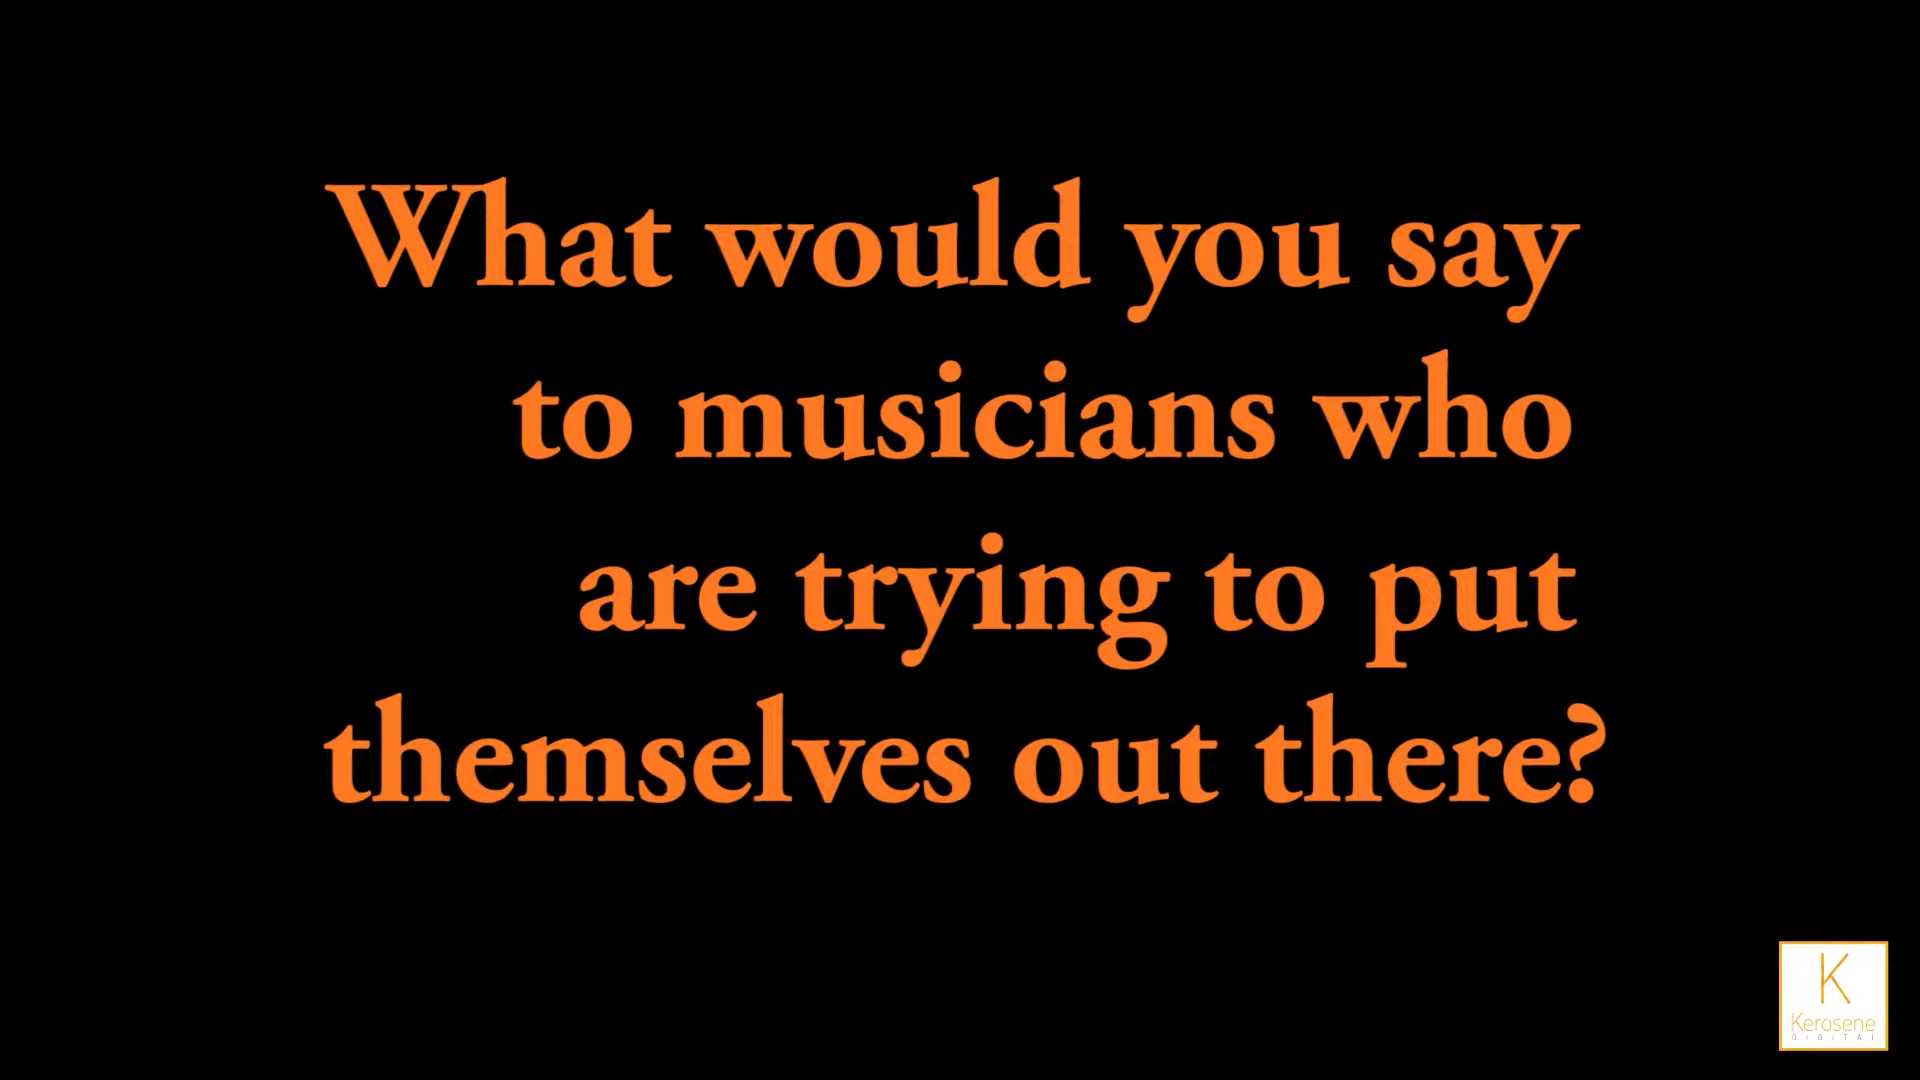 What would you say
to musicians who
are trying to put
themselves out there?
K
Kerosene
DIGITAL